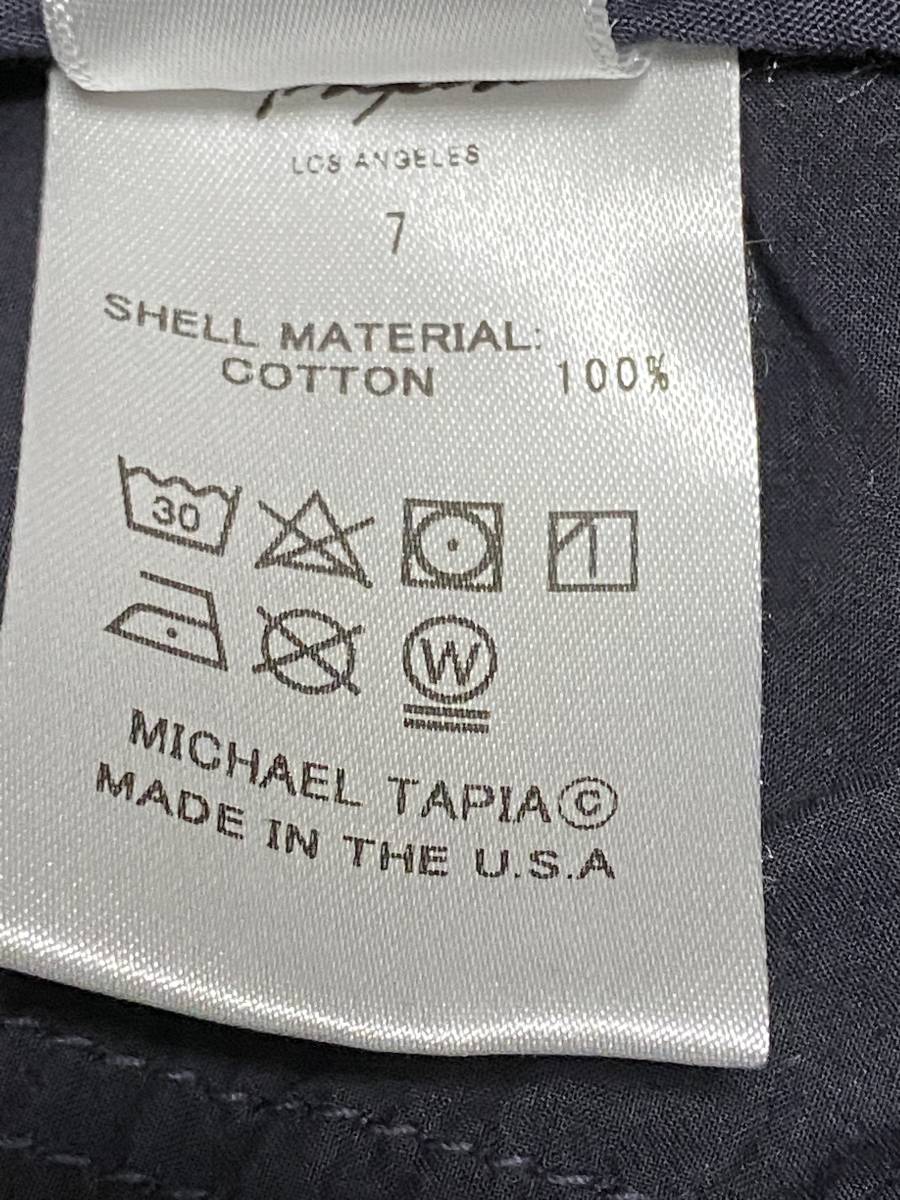 LOS ANGELES
7
SHELL MATERIAL:
COTTON 100%
30
W
MICHAEL TAPIA©
MADE IN THE U.S.A